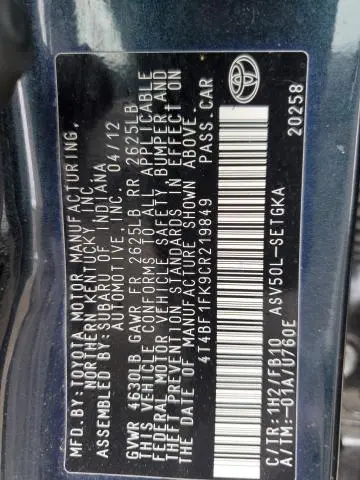 MFD.BY:TOYOTA MOTOR MANUFACTURING,
NORTHERN KENTUCKY, INC.
ASSEMBLED BY:SUBARU OF INDIANA
AUTOMOTIVE, INC. 04/12
GVWR 4630LB GAWR FR 2625LB RR 2625LB
THIS VEHICLE CONFORMS TO ALL APPLICABLE
FEDERAL MOTOR VEHICLE SAFETY, BUMPER AND
THEFT PREVENTION STANDARDS IN EFFECT ON
THE DATE OF MANUFACTURE SHOWN ABOVE.
4T4BF1FK9CR219849 PASS.CAR
C/TR:1H2/FB10 ASV50L-SETGKA
A/TM:-01A/U760E 20258